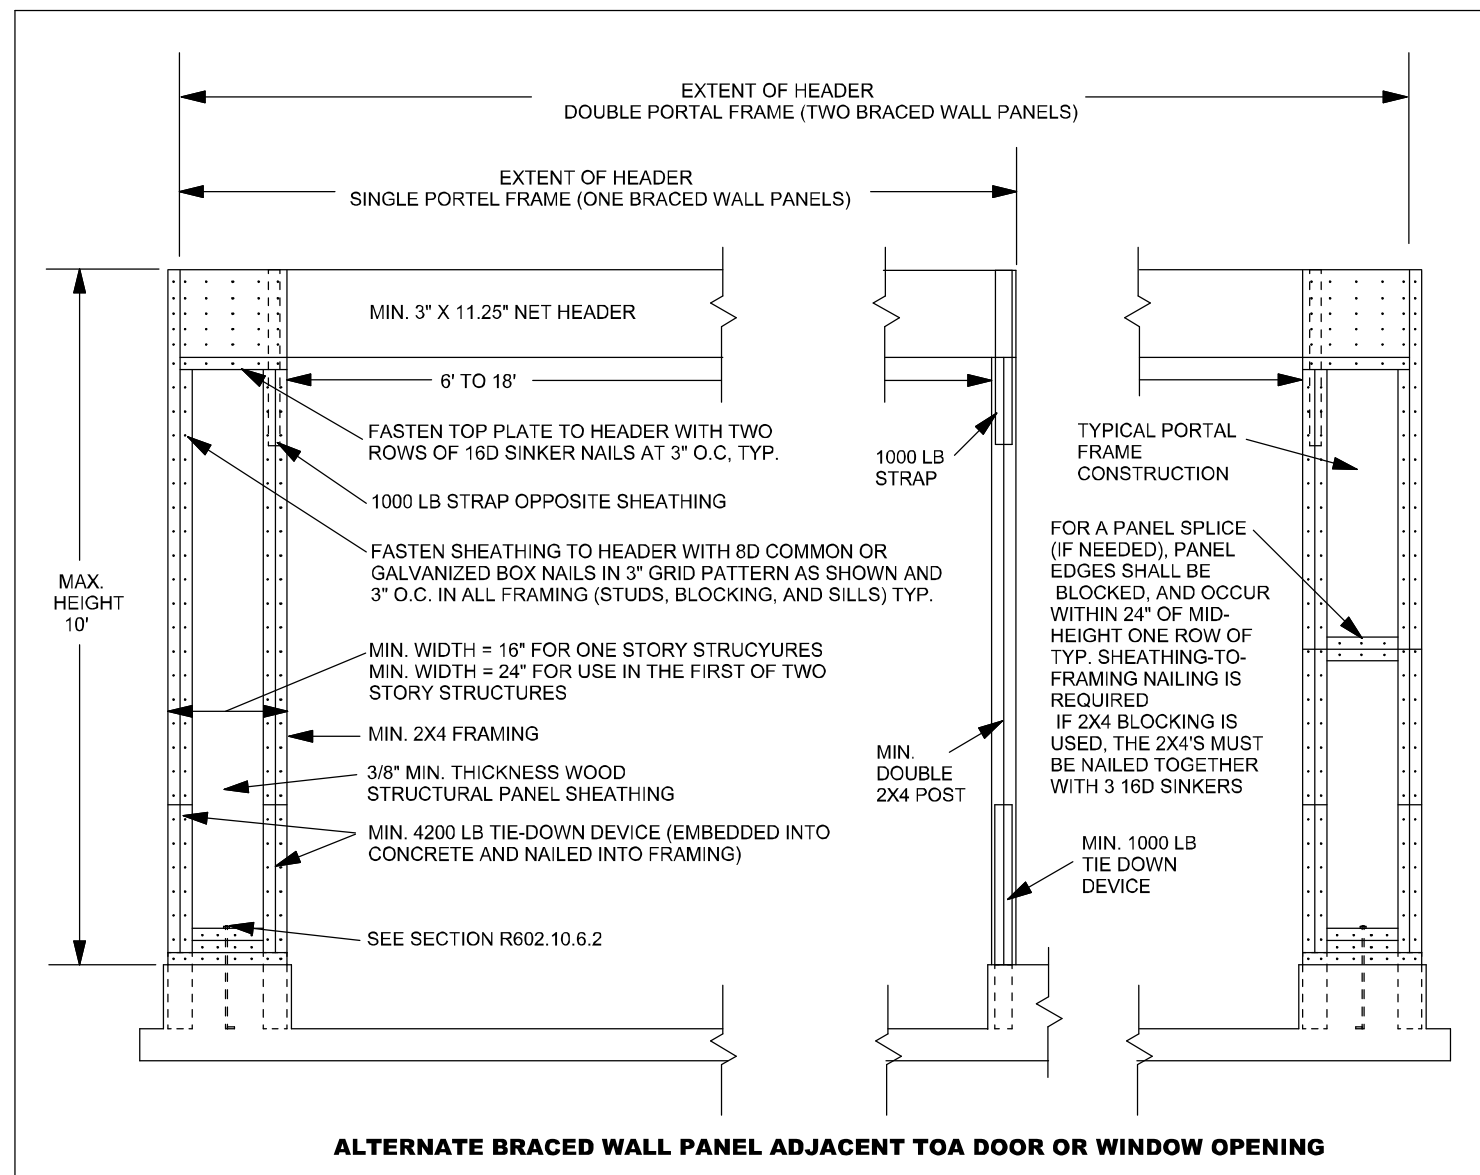 EXTENT OF HEADER
DOUBLE PORTAL FRAME (TWO BRACED WALL PANELS)
EXTENT OF HEADER
SINGLE PORTEL FRAME (ONE BRACED WALL PANELS)
MIN. 3" X 11.25" NET HEADER
6' TO 18'
FASTEN TOP PLATE TO HEADER WITH TWO
ROWS OF 16D SINKER NAILS AT 3" O.C, TYP.
1000 LB STRAP OPPOSITE SHEATHING
FASTEN SHEATHING TO HEADER WITH 8D COMMON OR
GALVANIZED BOX NAILS IN 3" GRID PATTERN AS SHOWN AND
3" O.C. IN ALL FRAMING (STUDS, BLOCKING, AND SILLS) TYP.
MAX.
HEIGHT
10'
MIN. WIDTH = 16" FOR ONE STORY STRUCYURES
MIN. WIDTH = 24" FOR USE IN THE FIRST OF TWO
STORY STRUCTURES
MIN. 2X4 FRAMING
3/8" MIN. THICKNESS WOOD
STRUCTURAL PANEL SHEATHING
MIN. 4200 LB TIE-DOWN DEVICE (EMBEDDED INTO
CONCRETE AND NAILED INTO FRAMING)
SEE SECTION R602.10.6.2
1000 LB
STRAP
MIN.
DOUBLE
2X4 POST
TYPICAL PORTAL
FRAME
CONSTRUCTION
FOR A PANEL SPLICE
(IF NEEDED), PANEL
EDGES SHALL BE
BLOCKED, AND OCCUR
WITHIN 24" OF MID-
HEIGHT ONE ROW OF
TYP. SHEATHING-TO-
FRAMING NAILING IS
REQUIRED
IF 2X4 BLOCKING IS
USED, THE 2X4'S MUST
BE NAILED TOGETHER
WITH 3 16D SINKERS
MIN. 1000 LB
TIE DOWN
DEVICE
ALTERNATE BRACED WALL PANEL ADJACENT TOA DOOR OR WINDOW OPENING